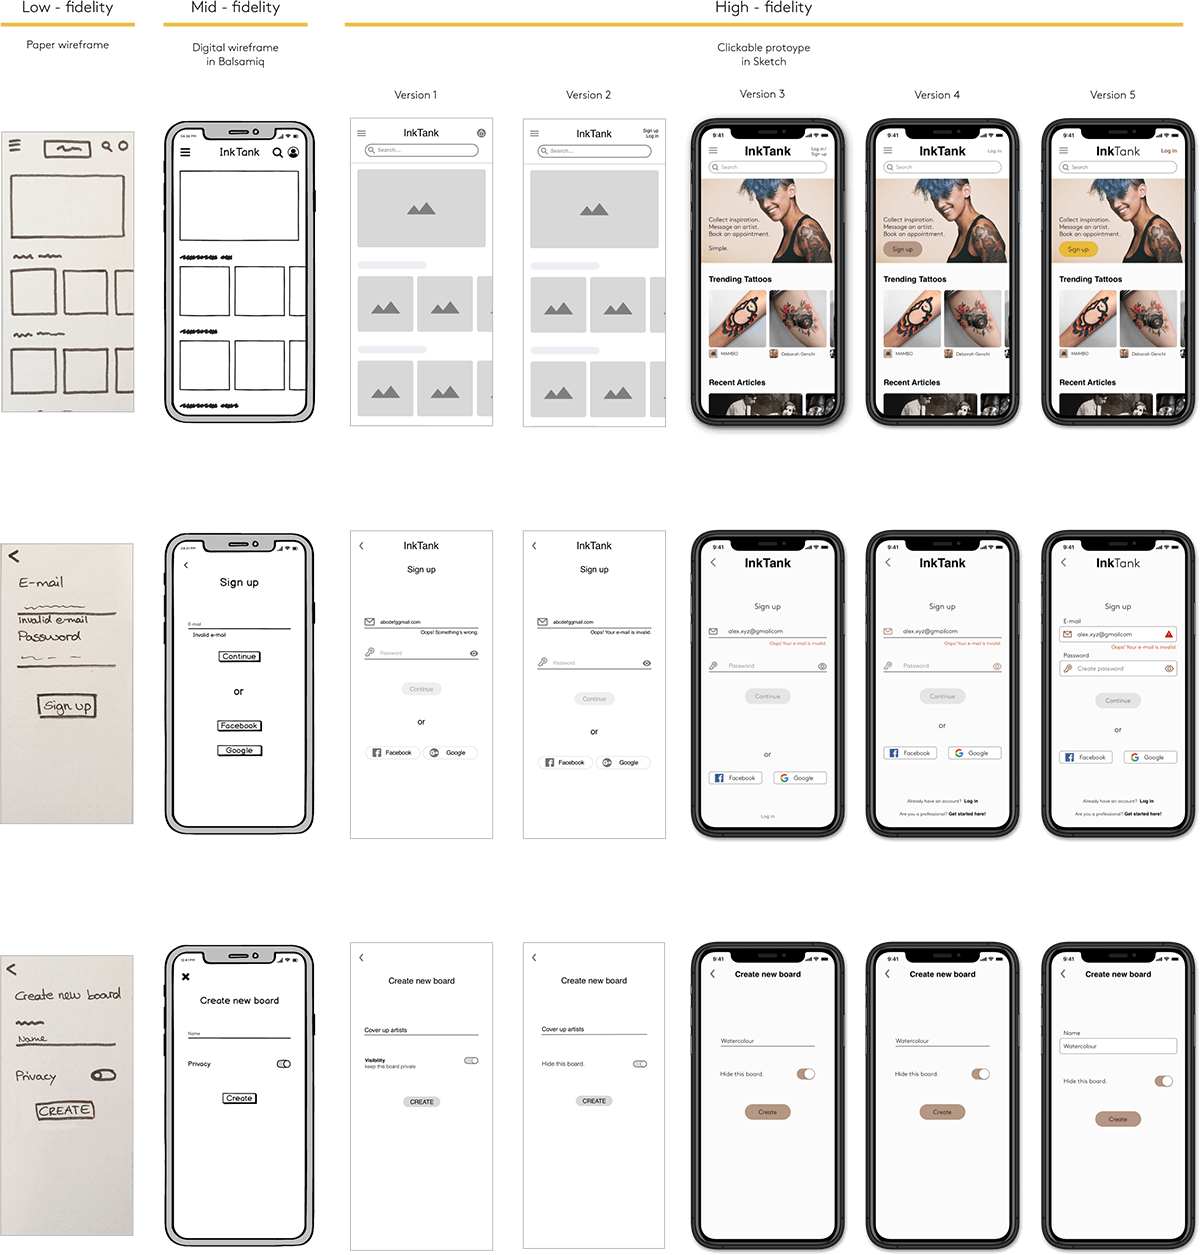 Low - fidelity
Mid - fidelity
High - fidelity
Paper wireframe
Digital wireframe
in Balsamiq
Clickable protoype
in Sketch
Version 1
Version 2
Version 3
Version 4
Version 5
InkTank
InkTank
Search...
InkTank
Sign up
Log in
Search...
9:41
InkTank
Log in/
Sign up
Search
Collect inspiration.
Message an artist.
Book an appointment.
Simple.
Trending Tattoos
MAMBO
Deborah Genchi
Recent Articles
9:41
InkTank
Log in
Search
Collect inspiration.
Message an artist.
Book an appointment.
Sign up
Trending Tattoos
MAMBO
Deborah Genchi
Recent Articles
9:41
InkTank
Log in
Search
Collect inspiration.
Message an artist.
Book an appointment.
Sign up
Trending Tattoos
MAMBO
Deborah Genchi
Recent Articles
E-mail
Invalid e-mail
Password
Sign up
Sign up
E-mail
Invalid e-mail
Continue
or
Facebook
Google
InkTank
Sign up
abcdefggmail.com
Oops! Something's wrong.
Password
Continue
or
Facebook
Google
InkTank
Sign up
abcdefggmail.com
Oops! Your e-mail is invalid.
Password
Continue
or
Facebook
Google
9:41
InkTank
Sign up
alex.xyz@gmailcom
Oops! Your e-mail is invalid.
Password
Continue
or
Facebook
Google
Log in
9:41
InkTank
Sign up
alex.xyz@gmailcom
Oops! Your e-mail is invalid.
Password
Continue
or
Facebook
Google
Already have an account? Log in
Are you a professional? Get started here!
9:41
InkTank
Sign up
E-mail
alex.xyz@gmailcom
Oops! Your e-mail is invalid.
Password
Create password
Continue
or
Facebook
Google
Already have an account? Log in
Are you a professional? Get started here!
Create new board
Name
Privacy
CREATE
Create new board
Name
Privacy
Create
Create new board
Cover up artists
Visibility
keep this board private
CREATE
Create new board
Cover up artists
Hide this board.
CREATE
9:41
Create new board
Watercolour
Hide this board.
Create
9:41
Create new board
Watercolour
Hide this board.
Create
9:41
Create new board
Name
Watercolour
Hide this board.
Create